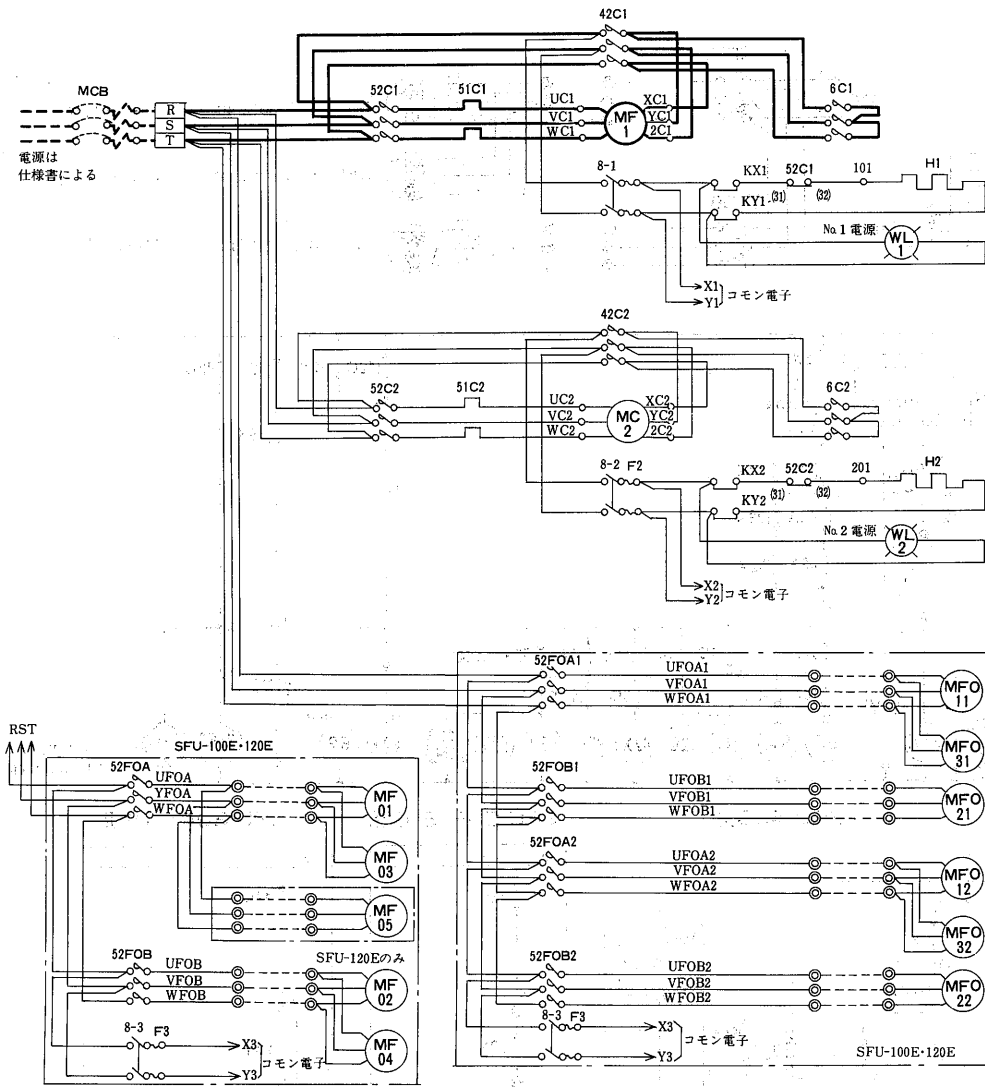 42C1
MCB
52C1
51C1
6C1
R
S
T
UC1
VC1
WC1
MF
1
XC1
YC1
2C1
電源は
仕様書による
8-1
KX1
52C1
101
H1
(31)
(32)
KY1
No.1 電源
WL
1
X1
Y1
コモン電子
42C2
52C2
51C2
6C2
UC2
VC2
WC2
MC
2
XC2
YC2
2C2
8-2 F2
KX2
52C2
201
H2
(31)
(32)
KY2
No.2 電源
WL
2
X2
Y2
コモン電子
52FOA1
UFOA1
VFOA1
WFOA1
MFO
11
MFO
31
52FOB1
UFOB1
VFOB1
WFOB1
MFO
21
52FOA2
UFOA2
VFOA2
WFOA2
MFO
12
MFO
32
52FOB2
UFOB2
VFOB2
WFOB2
MFO
22
8-3 F3
X3
Y3
コモン電子
SFU-100E・120E
RST
SFU-100E・120E
52FOA
UFOA
YFOA
WFOA
MF
01
MF
03
MF
05
SFU-120Eのみ
52FOB
UFOB
VFOB
WFOB
MF
02
MF
04
8-3 F3
X3
Y3
コモン電子